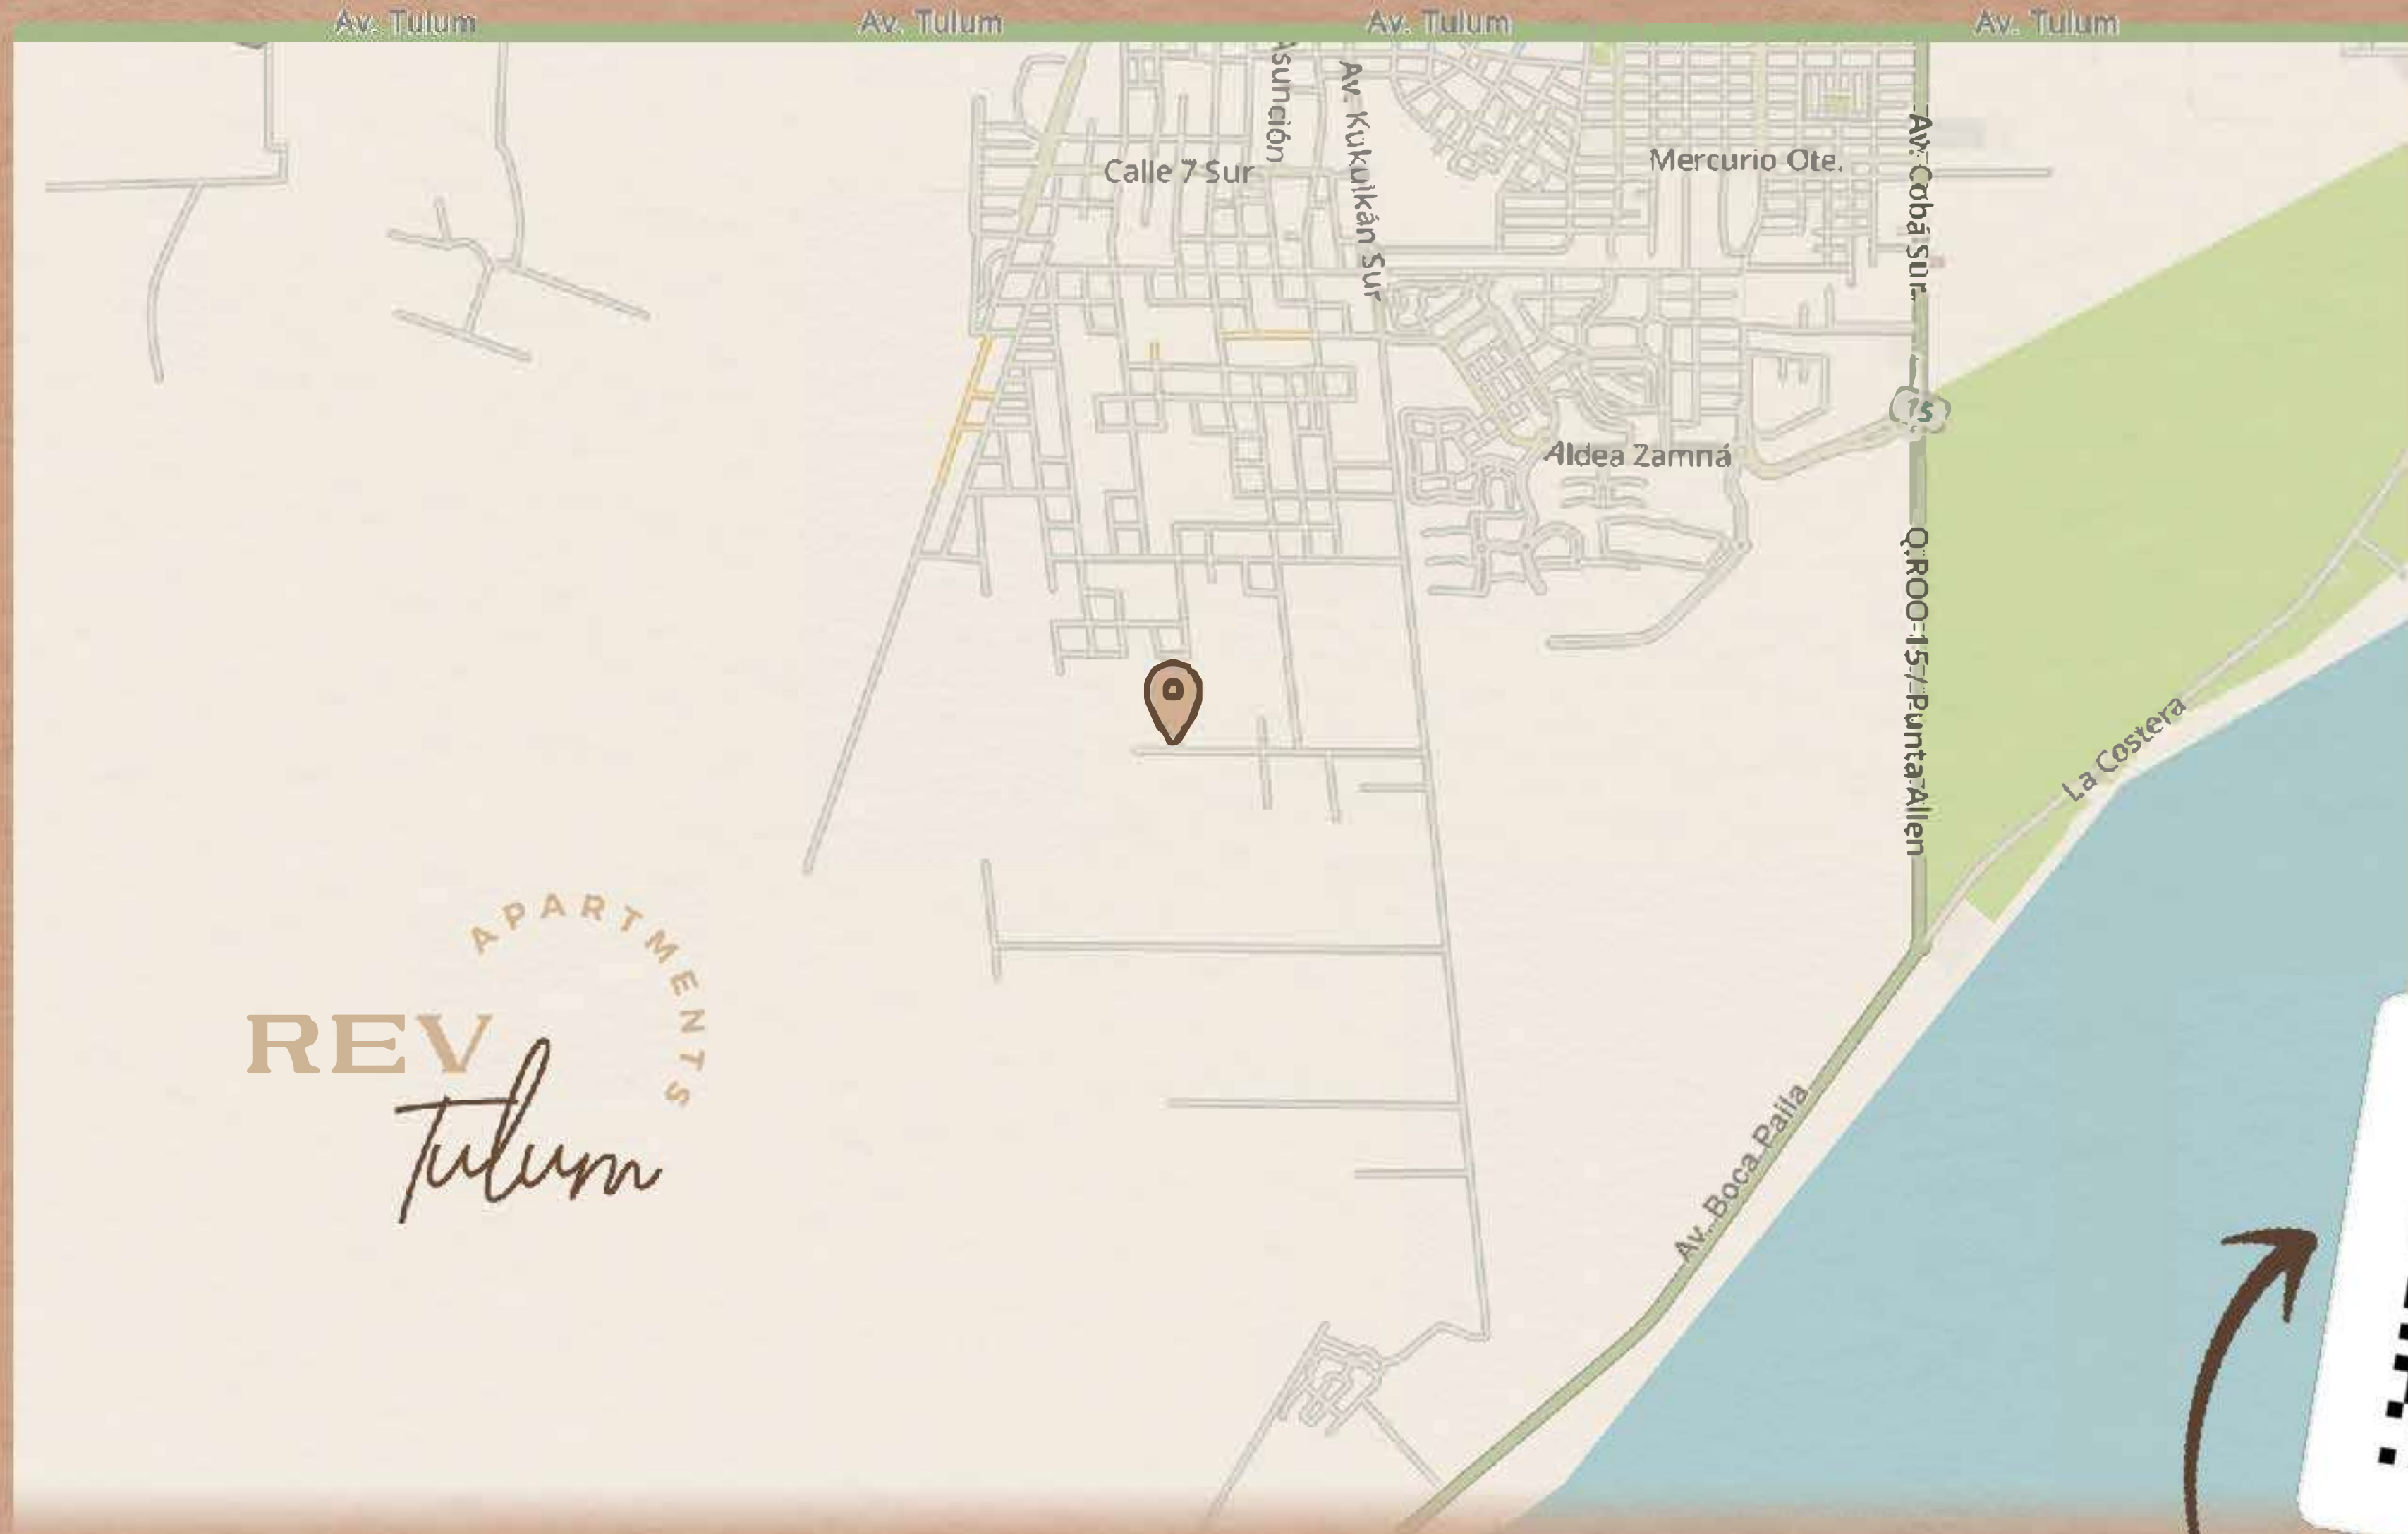 Av. Tulum
Av. Tulum
Av. Tulum
Av. Tulum
Asunción
Av. Kukulkán Sur
Calle 7 Sur
Mercurio Ote.
Av. Cobá Sur.
15
Aldea Zamná
Q.ROO-15-/-Punta-Allen
La Costera
APARTMENTS
REV
Tulum
Av. Boca Paila